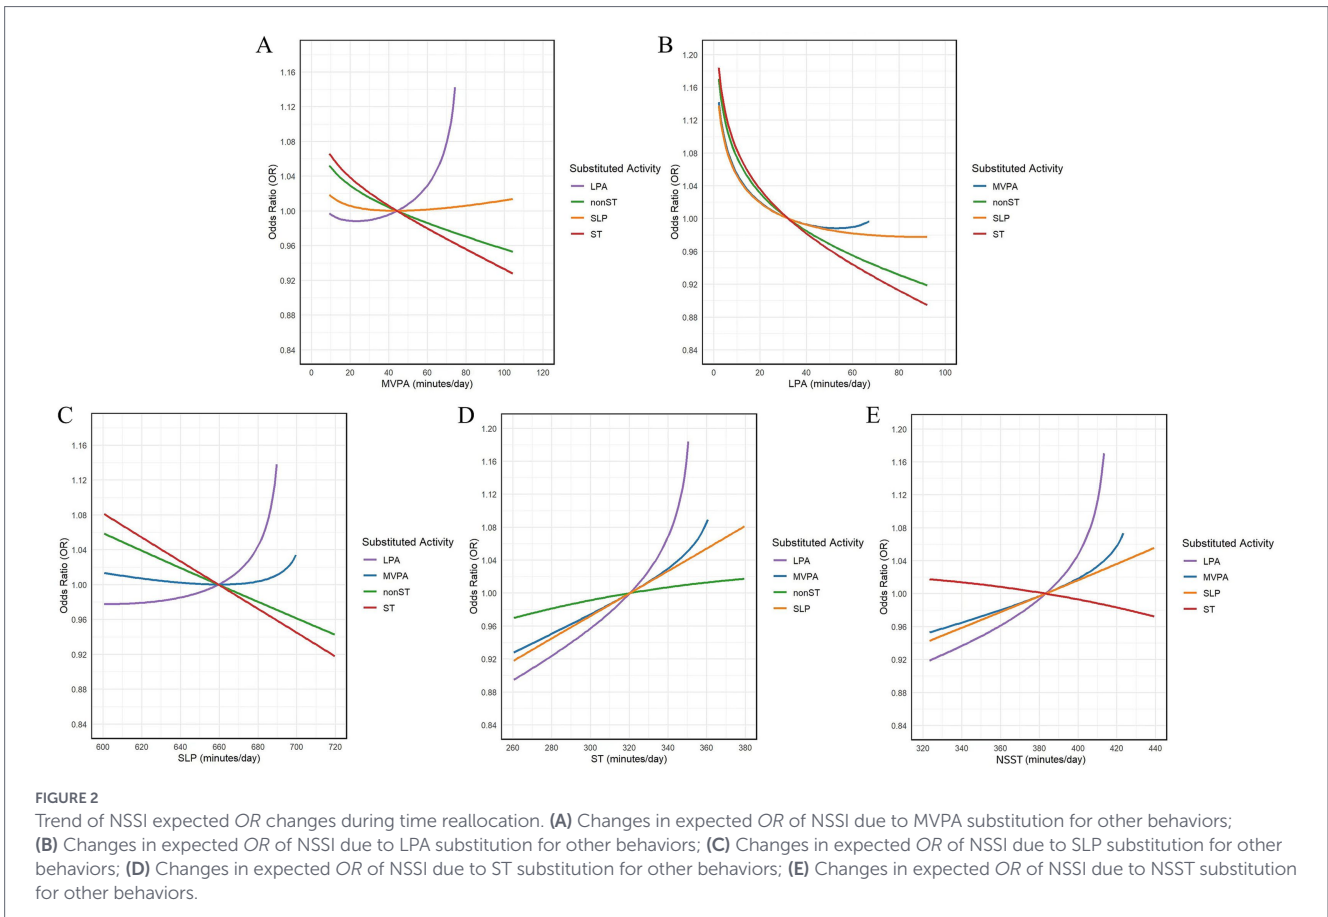 A
1.16
1.12
1.08
1.04
1.00
0.96
0.92
0.88
0.84
Odds Ratio (OR)
0 20 40 60 80 100 120
MVPA (minutes/day)
Substituted Activity
LPA
nonST
SLP
ST
B
1.20
1.16
1.12
1.08
1.04
1.00
0.96
0.92
0.88
0.84
Odds Ratio (OR)
0 20 40 60 80 100
LPA (minutes/day)
Substituted Activity
MVPA
nonST
SLP
ST
C
1.16
1.12
1.08
1.04
1.00
0.96
0.92
0.88
0.84
Odds Ratio (OR)
600 620 640 660 680 700 720
SLP (minutes/day)
Substituted Activity
LPA
MVPA
nonST
ST
D
1.20
1.16
1.12
1.08
1.04
1.00
0.96
0.92
0.88
0.84
Odds Ratio (OR)
260 280 300 320 340 360 380
ST (minutes/day)
Substituted Activity
LPA
MVPA
nonST
SLP
E
1.20
1.16
1.12
1.08
1.04
1.00
0.96
0.92
0.88
0.84
Odds Ratio (OR)
320 340 360 380 400 420 440
NSST (minutes/day)
Substituted Activity
LPA
MVPA
SLP
ST
FIGURE 2
Trend of NSSI expected OR changes during time reallocation. (A) Changes in expected OR of NSSI due to MVPA substitution for other behaviors;
(B) Changes in expected OR of NSSI due to LPA substitution for other behaviors; (C) Changes in expected OR of NSSI due to SLP substitution for other
behaviors; (D) Changes in expected OR of NSSI due to ST substitution for other behaviors; (E) Changes in expected OR of NSSI due to NSST substitution
for other behaviors.